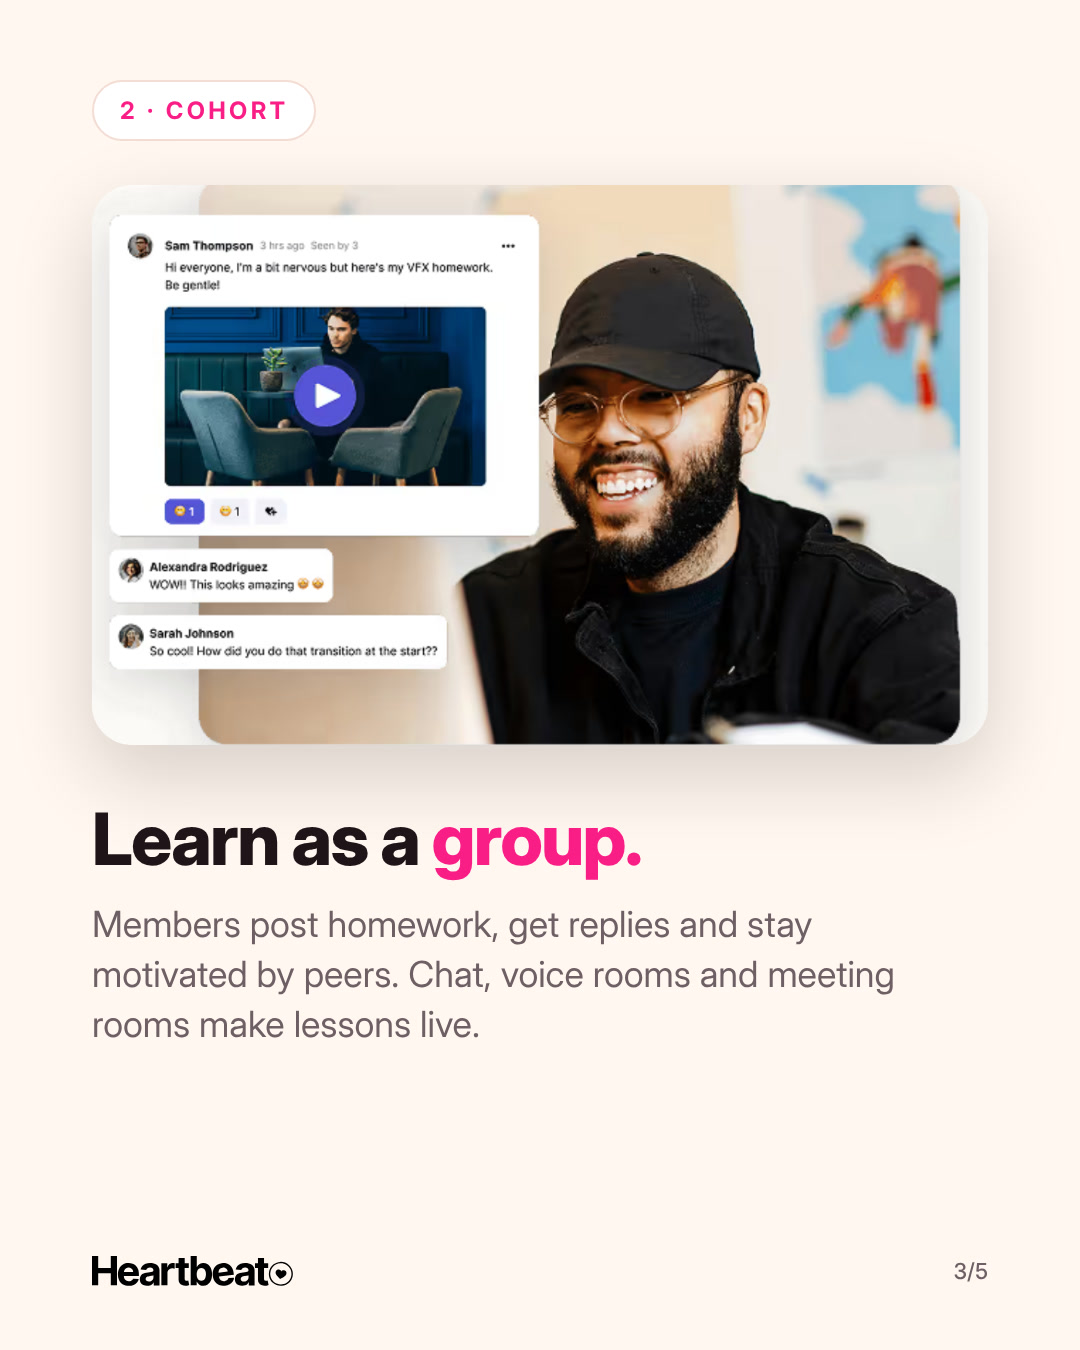 2 · COHORT
Sam Thompson 3 hrs ago Seen by 3
Hi everyone, I'm a bit nervous but here's my VFX homework.
Be gentle!
1 1
Alexandra Rodriguez
WOW!! This looks amazing 🤩 🤩
Sarah Johnson
So cool! How did you do that transition at the start??
Learn as a group.
Members post homework, get replies and stay
motivated by peers. Chat, voice rooms and meeting
rooms make lessons live.
Heartbeat
3/5